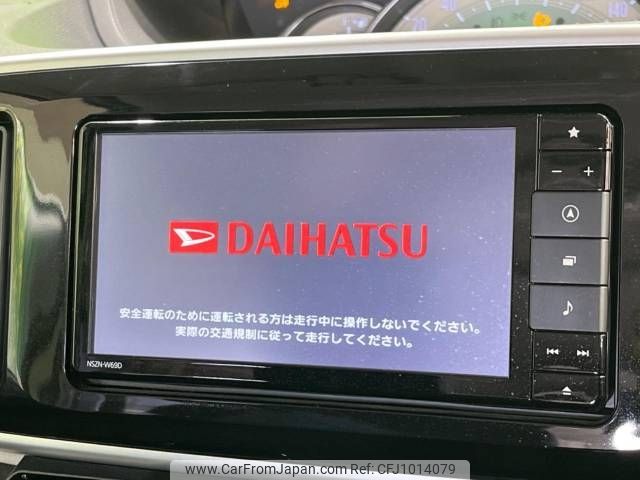 DAIHATSU
安全運転のために運転される方は走行中に操作しないでください。
実際の交通規制に従って走行してください。
NSZN-W69D
www.CarFromJapan.com © CarFromJapan - REF:0K1014079